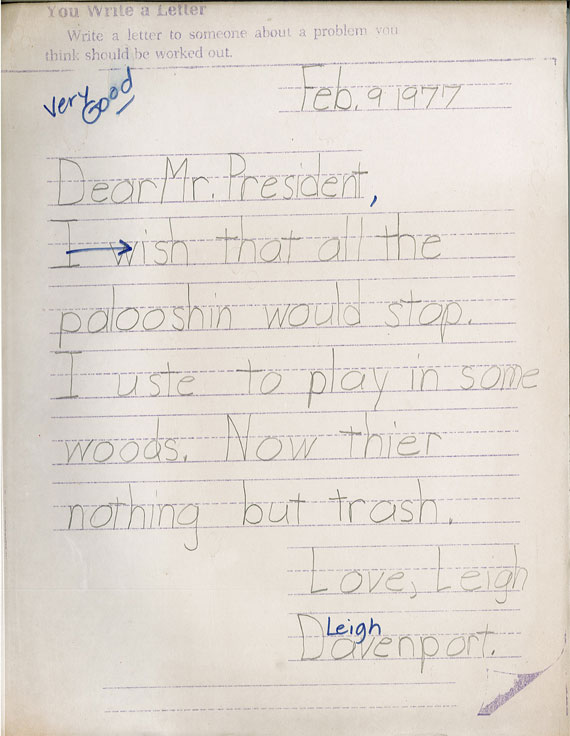 You Write a Letter
Write a letter to someone about a problem you
think should be worked out.
very Good
Feb. 9 1977
Dear Mr. President,
I wish that all the
palooshin would stop.
I uste to play in some
woods. Now thier
nothing but trash.
Love, Leigh
Leigh
Davenport.